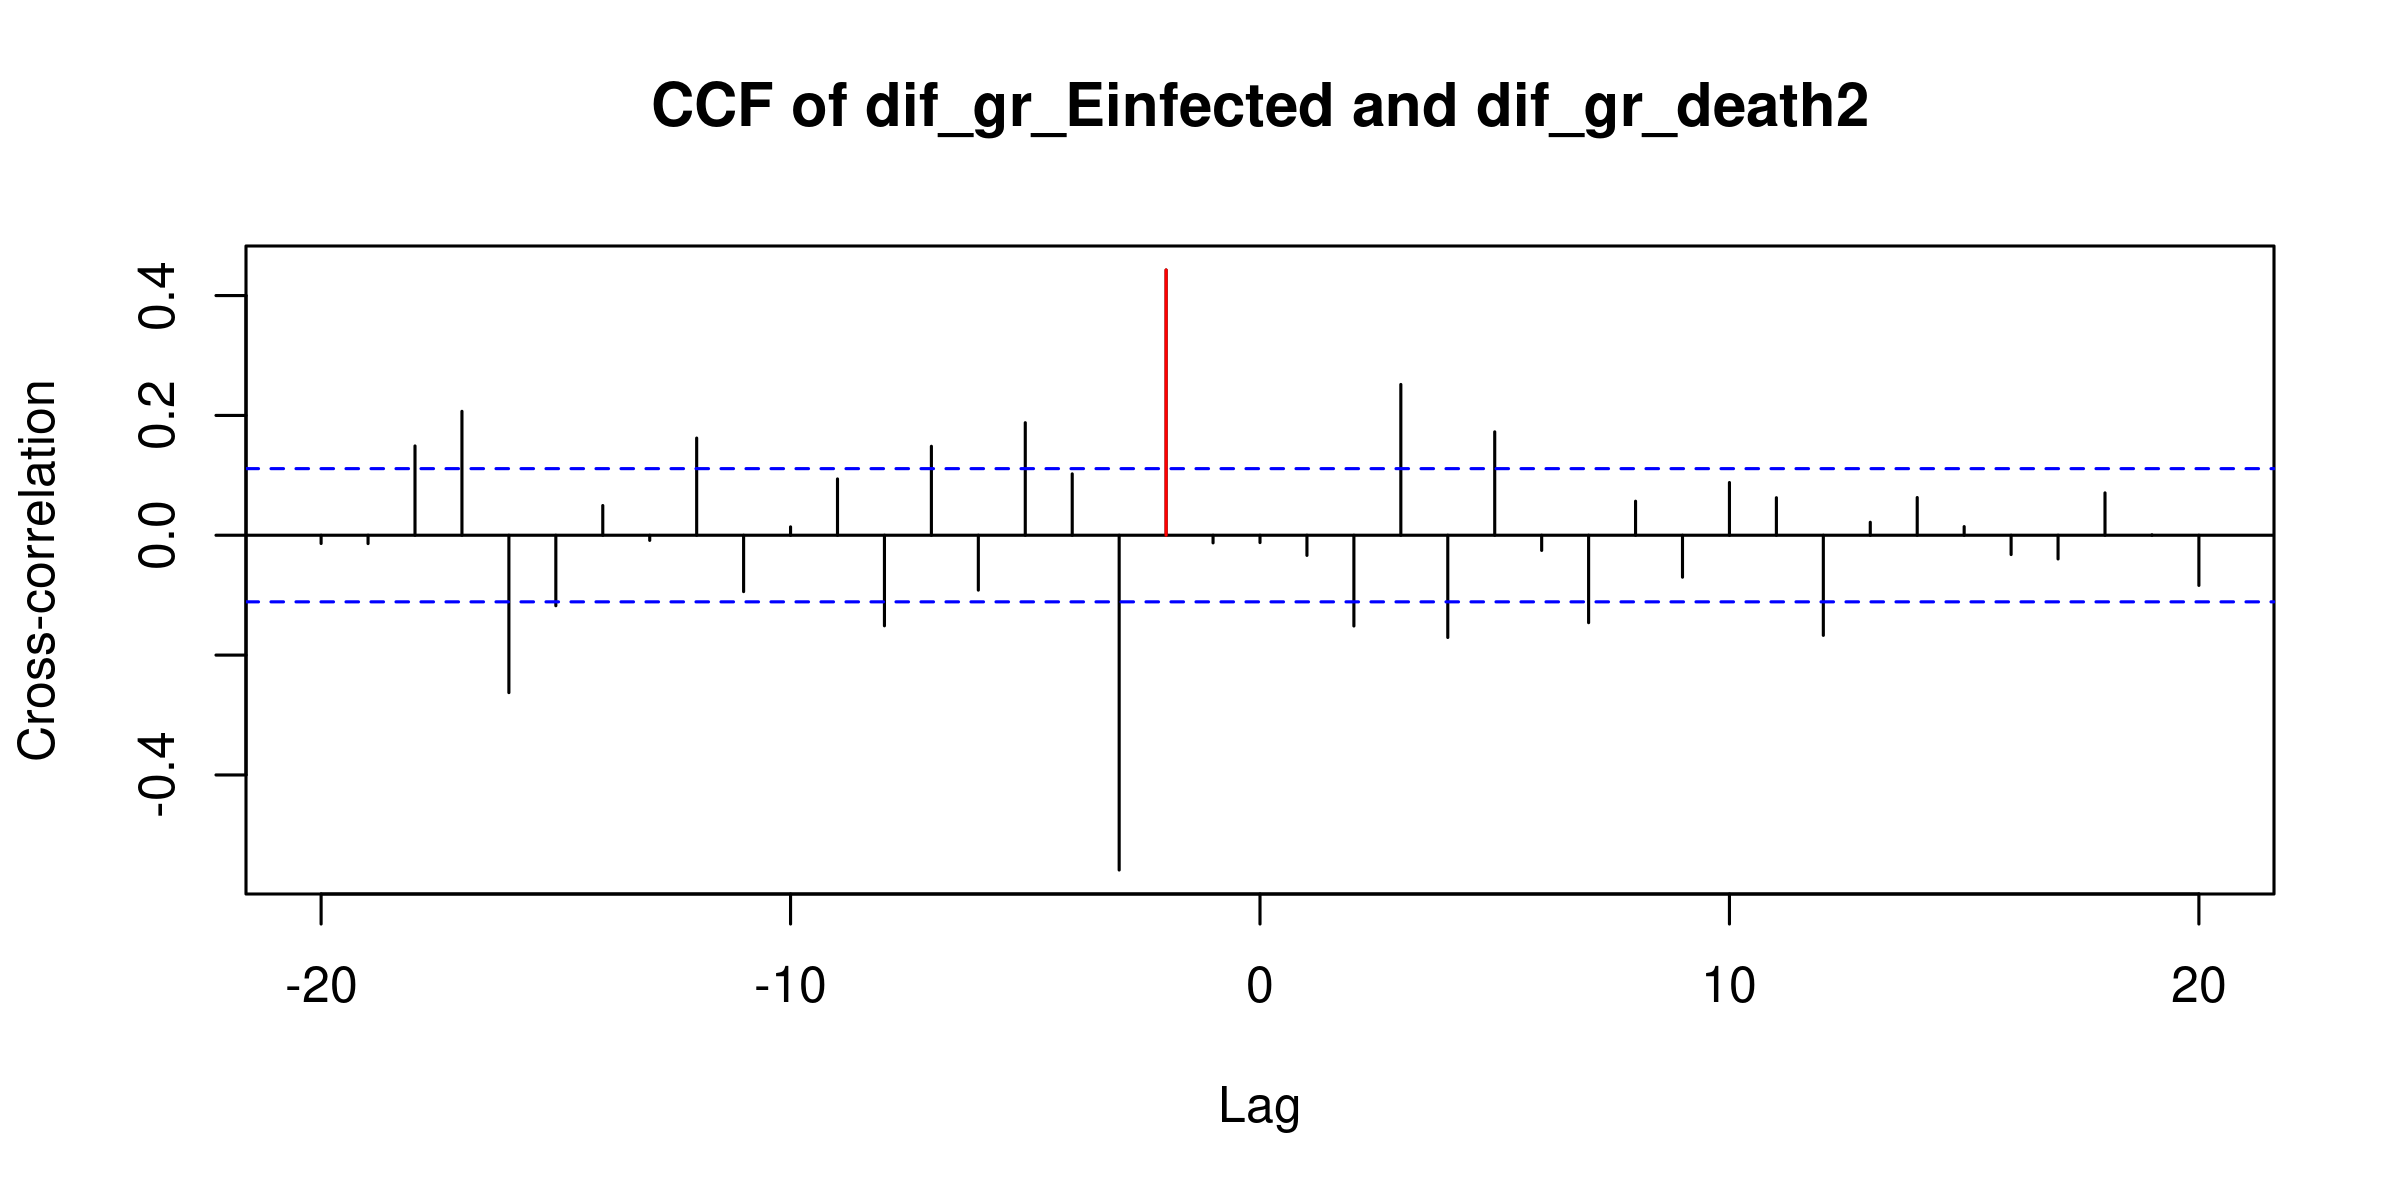 CCF of dif_gr_Einfected and dif_gr_death2
Cross-correlation
0.4
0.2
0.0
-0.4
-20 -10 0 10 20
Lag